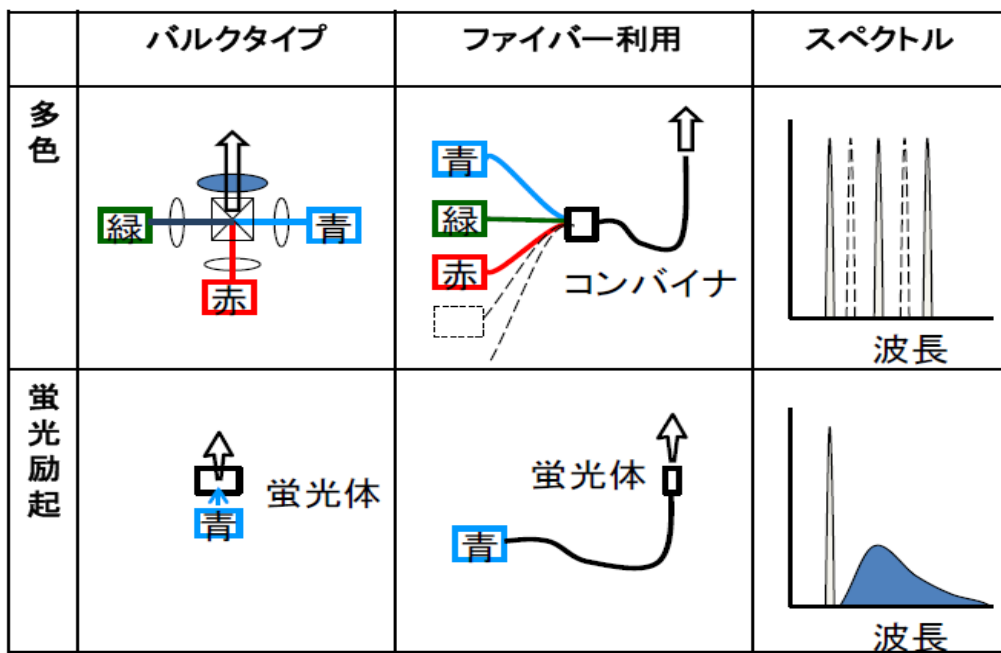 バルクタイプ
ファイバー利用
スペクトル
多色
緑
青
赤
青
緑
赤
コンバイナ
波長
蛍光励起
蛍光体
青
蛍光体
青
波長